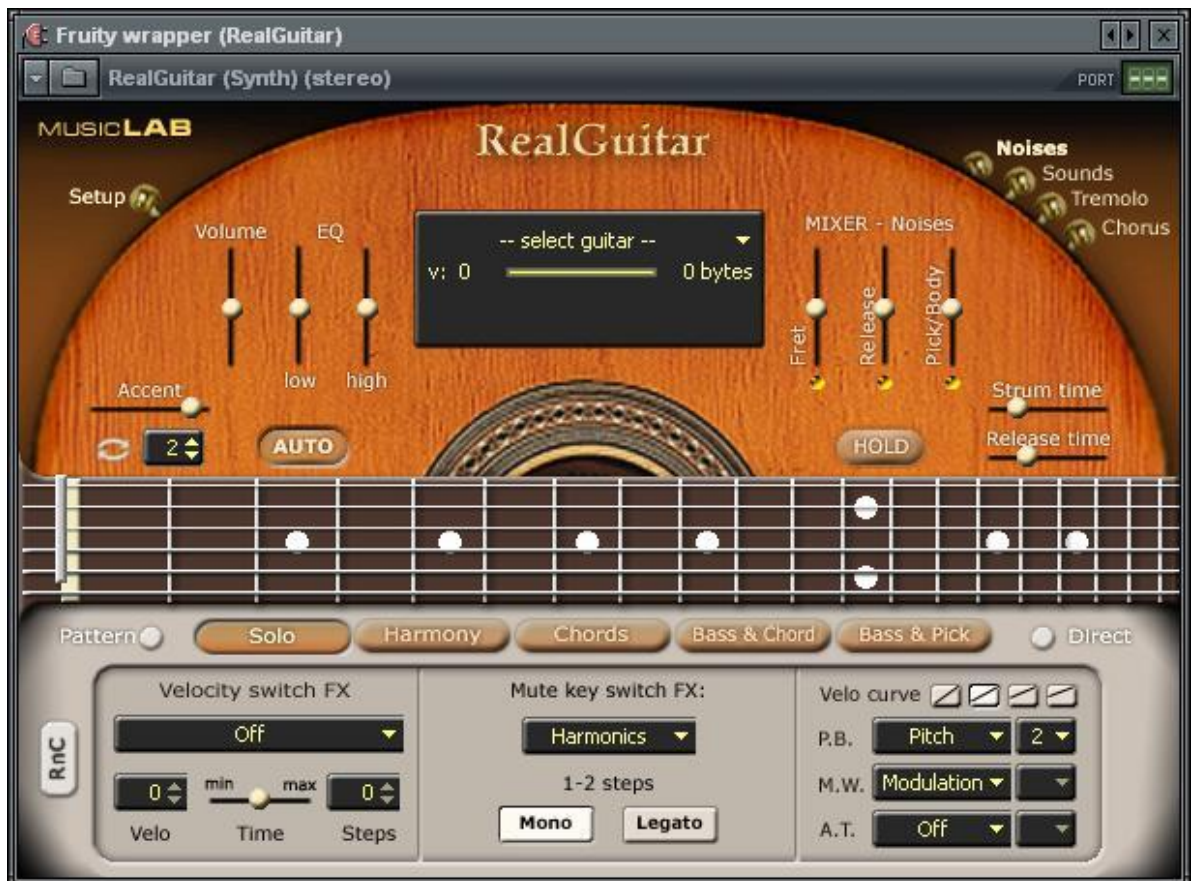 Fruity wrapper (RealGuitar)
RealGuitar (Synth) (stereo)
PORT
MUSICLAB
RealGuitar
Noises
Sounds
Tremolo
Chorus
Setup
Volume
EQ
low
high
-- select guitar --
v: 0
0 bytes
MIXER - Noises
Fret
Release
Pick/Body
Accent
2
AUTO
HOLD
Strum time
Release time
Pattern
Solo
Harmony
Chords
Bass & Chord
Bass & Pick
Direct
RnC
Velocity switch FX
Off
0
min
max
0
Velo
Time
Steps
Mute key switch FX:
Harmonics
1-2 steps
Mono
Legato
Velo curve
P.B.
Pitch
2
M.W.
Modulation
A.T.
Off